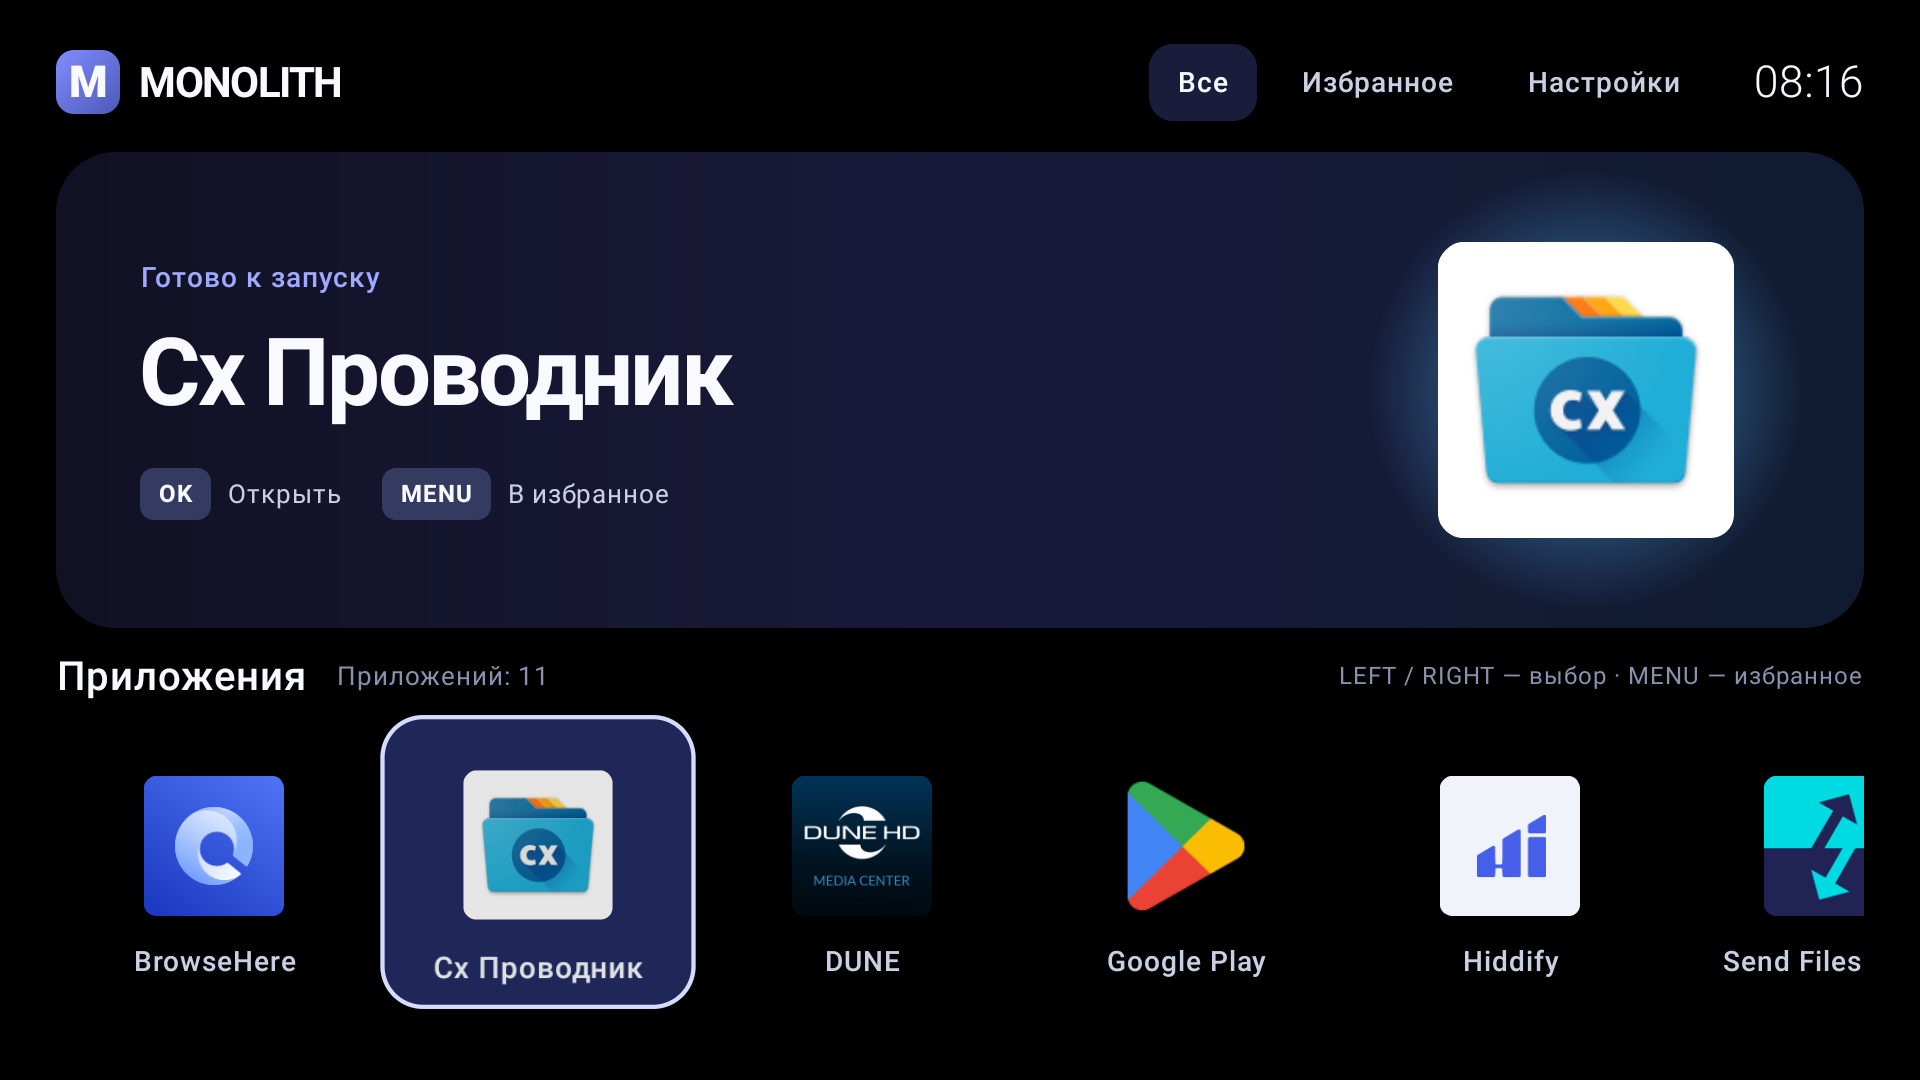 M MONOLITH
Все Избранное Настройки 08:16
Готово к запуску
Cx Проводник
OK Открыть MENU В избранное
CX
Приложения Приложений: 11 LEFT / RIGHT — выбор · MENU — избранное
CX
DUNE HD
MEDIA CENTER
BrowseHere Cx Проводник DUNE Google Play Hiddify Send Files